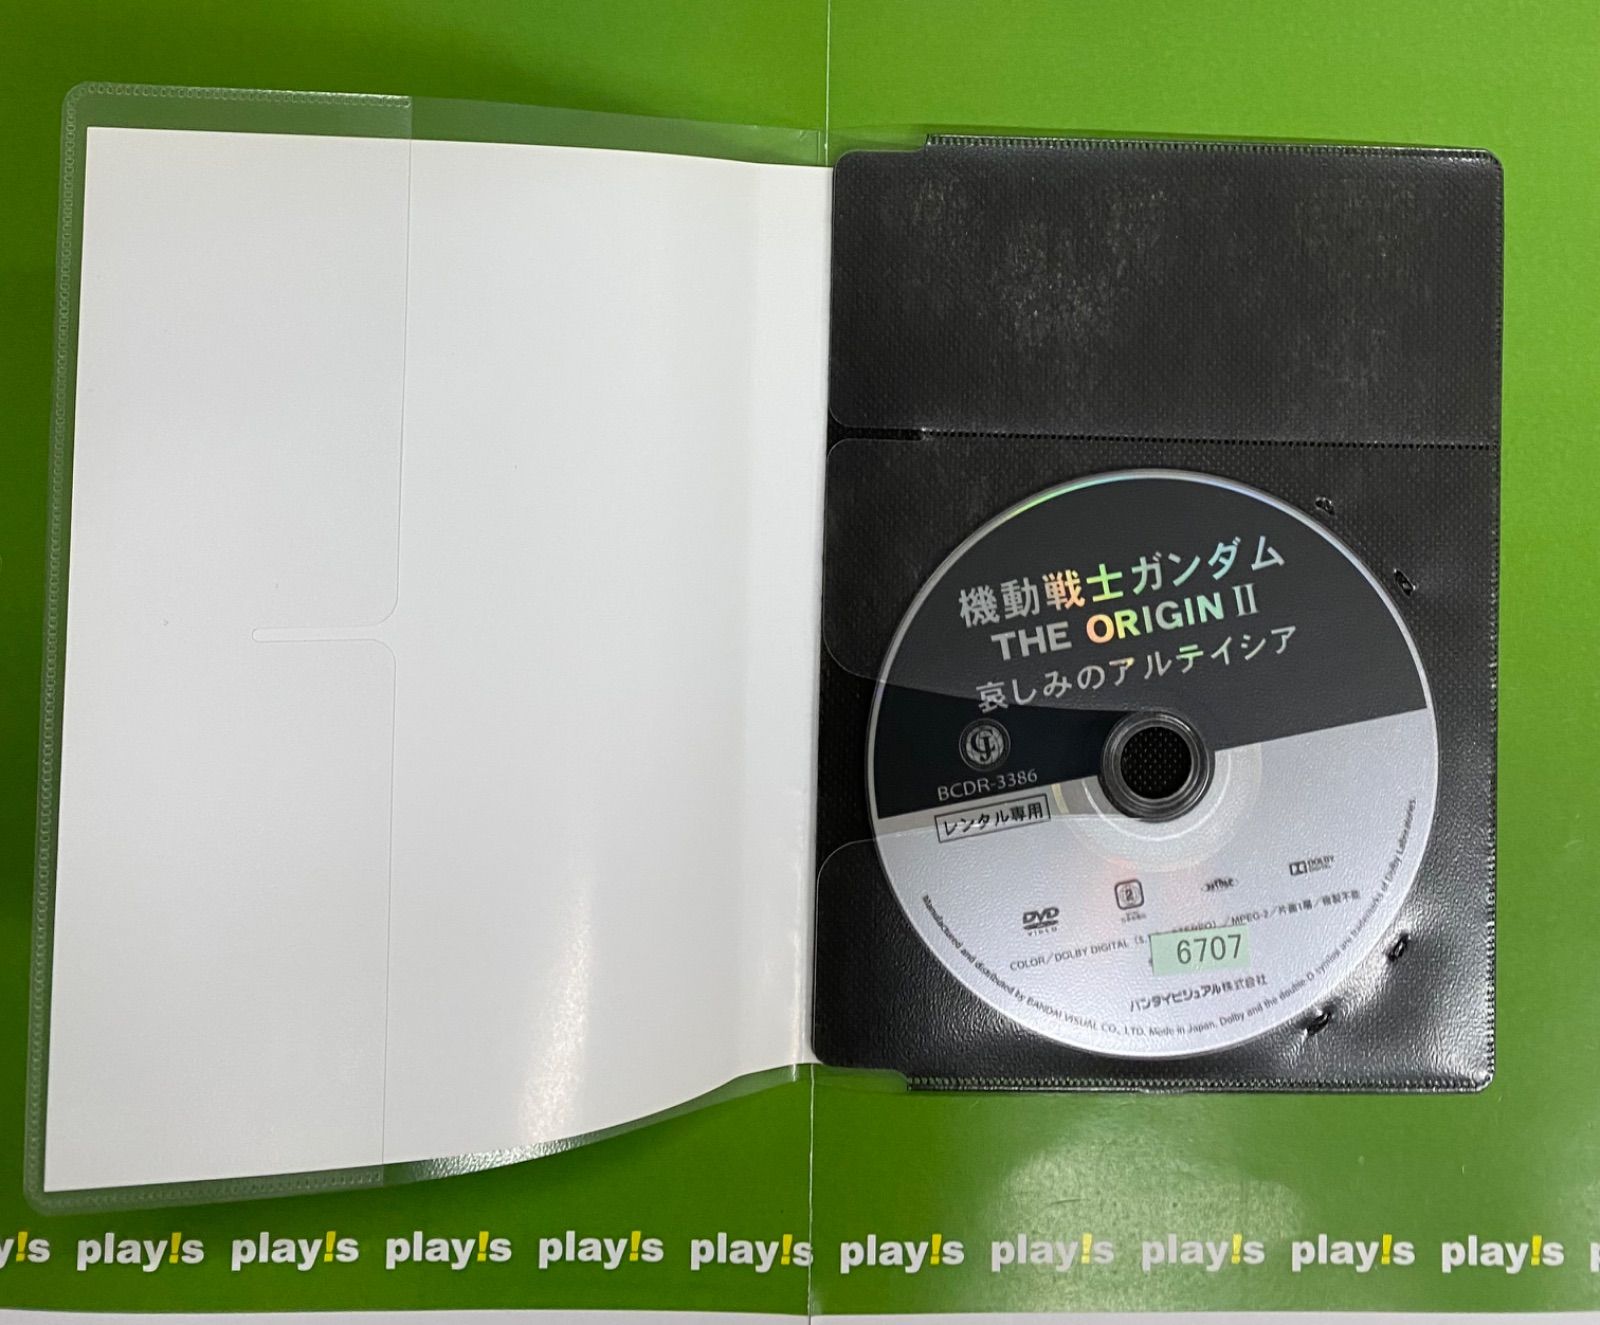 機動戦士ガンダム
THE ORIGIN II
哀しみのアルテイシア
BCDR-3386
レンタル専用
DVD
VIDEO
2
DOLBY
DIGITAL
COLOR/DOLBY DIGITAL
/MPEG-2/片面1層/複製不能
6707
バンダイビジュアル株式会社
Manufactured and distributed by BANDAI VISUAL CO., LTD. Made in Japan. Dolby and the double-D symbol are trademarks of Dolby Laboratories.
y!s play!s play!s play!s play!s play!s play!s play!s play!s play!s play!s